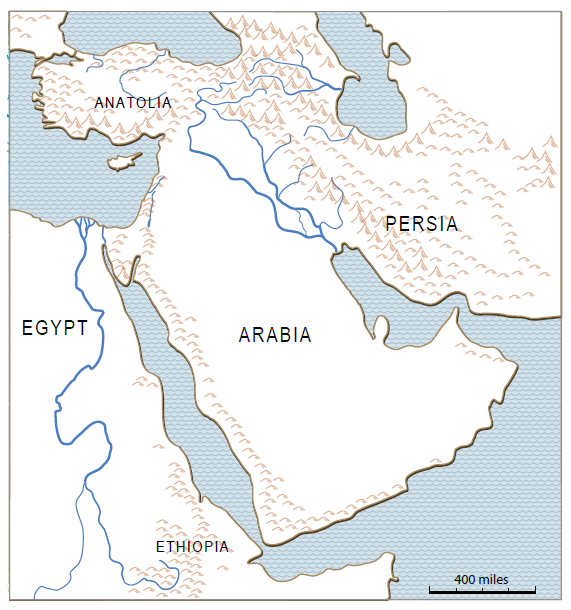 ANATOLIA
PERSIA
EGYPT
ARABIA
ETHIOPIA
400 miles